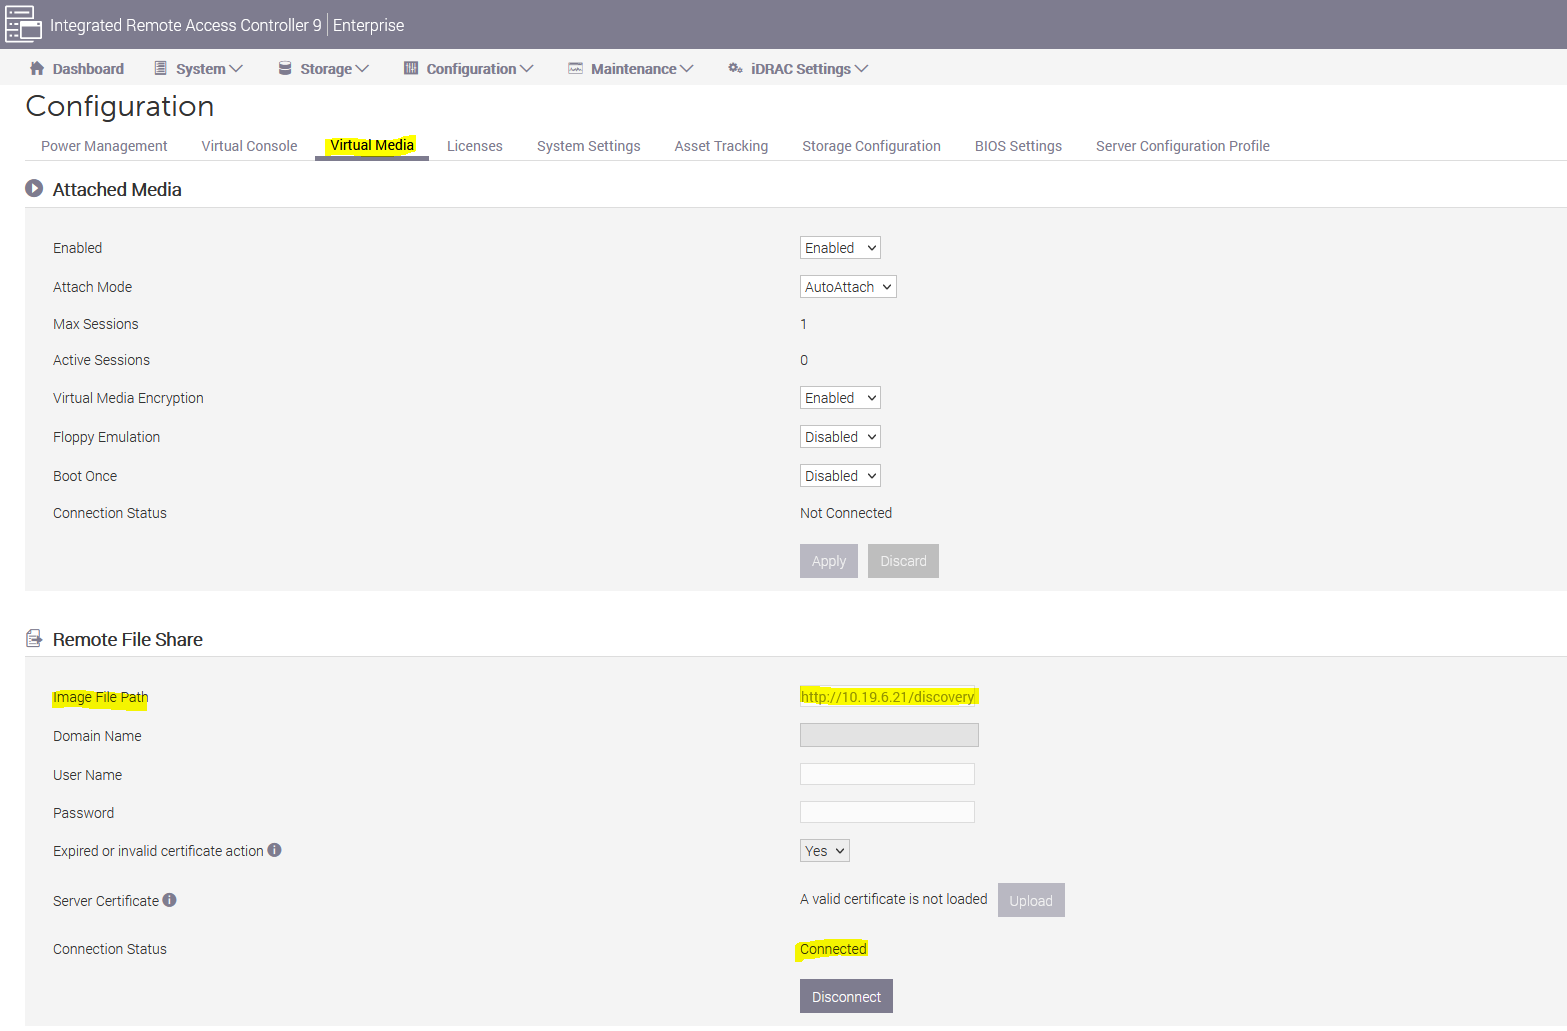 Integrated Remote Access Controller 9 | Enterprise
Dashboard System Storage Configuration Maintenance iDRAC Settings
Configuration
Power Management Virtual Console Virtual Media Licenses System Settings Asset Tracking Storage Configuration BIOS Settings Server Configuration Profile
Attached Media
Enabled Enabled
Attach Mode AutoAttach
Max Sessions 1
Active Sessions 0
Virtual Media Encryption Enabled
Floppy Emulation Disabled
Boot Once Disabled
Connection Status Not Connected
Apply Discard
Remote File Share
Image File Path http://10.19.6.21/discovery
Domain Name
User Name
Password
Expired or invalid certificate action Yes
Server Certificate A valid certificate is not loaded Upload
Connection Status Connected
Disconnect